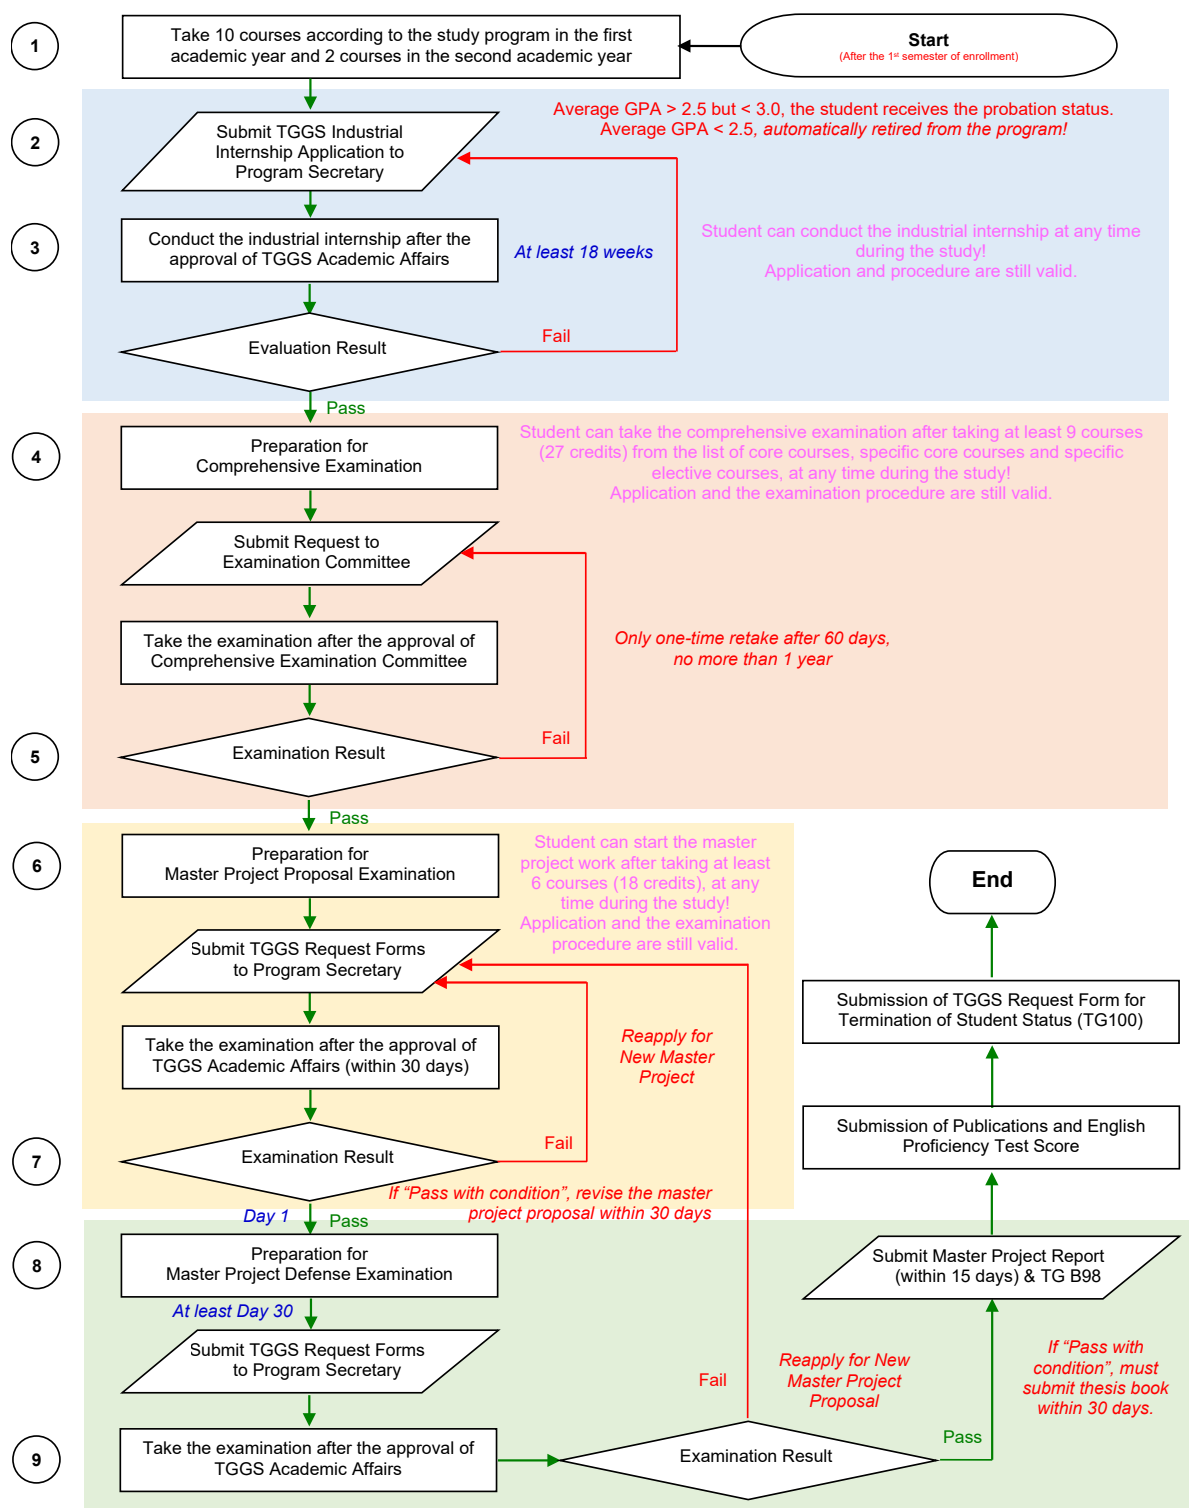 1
Take 10 courses according to the study program in the first
academic year and 2 courses in the second academic year
Start
(After the 1st semester of enrollment)
2
Submit TGGS Industrial
Internship Application to
Program Secretary
Average GPA > 2.5 but < 3.0, the student receives the probation status.
Average GPA < 2.5, automatically retired from the program!
3
Conduct the industrial internship after the
approval of TGGS Academic Affairs
At least 18 weeks
Student can conduct the industrial internship at any time
during the study!
Application and procedure are still valid.
Evaluation Result
Fail
Pass
4
Preparation for
Comprehensive Examination
Student can take the comprehensive examination after taking at least 9 courses
(27 credits) from the list of core courses, specific core courses and specific
elective courses, at any time during the study!
Application and the examination procedure are still valid.
Submit Request to
Examination Committee
Take the examination after the approval of
Comprehensive Examination Committee
Only one-time retake after 60 days,
no more than 1 year
5
Examination Result
Fail
Pass
6
Preparation for
Master Project Proposal Examination
Student can start the master
project work after taking at least
6 courses (18 credits), at any
time during the study!
Application and the examination
procedure are still valid.
Submit TGGS Request Forms
to Program Secretary
Take the examination after the approval of
TGGS Academic Affairs (within 30 days)
Reapply for
New Master
Project
7
Examination Result
Fail
If “Pass with condition”, revise the master
project proposal within 30 days
Day 1
Pass
8
Preparation for
Master Project Defense Examination
At least Day 30
Submit TGGS Request Forms
to Program Secretary
9
Take the examination after the approval of
TGGS Academic Affairs
Examination Result
Fail
Reapply for New
Master Project
Proposal
Pass
If “Pass with
condition”, must
submit thesis book
within 30 days.
Submit Master Project Report
(within 15 days) & TG B98
Submission of Publications and English
Proficiency Test Score
Submission of TGGS Request Form for
Termination of Student Status (TG100)
End